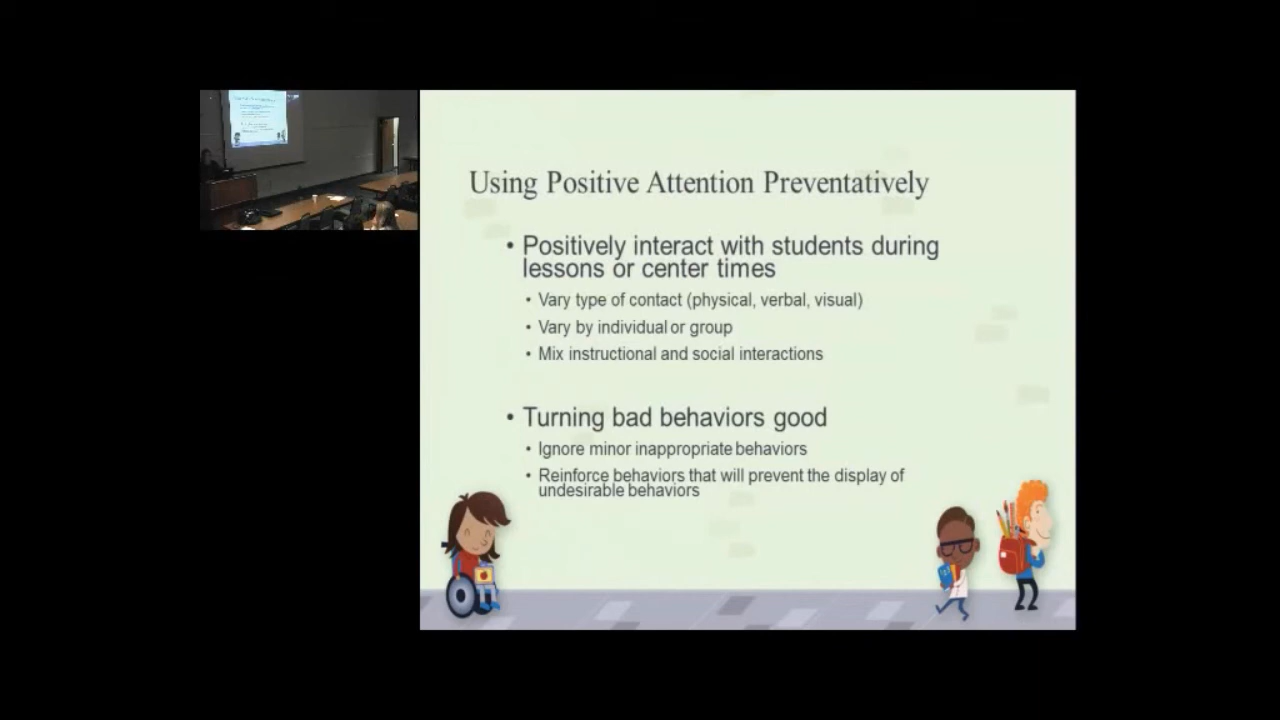 Using Positive Attention Preventatively
• Positively interact with students during
lessons or center times
• Vary type of contact (physical, verbal, visual)
• Vary by individual or group
• Mix instructional and social interactions
• Turning bad behaviors good
• Ignore minor inappropriate behaviors
• Reinforce behaviors that will prevent the display of
undesirable behaviors